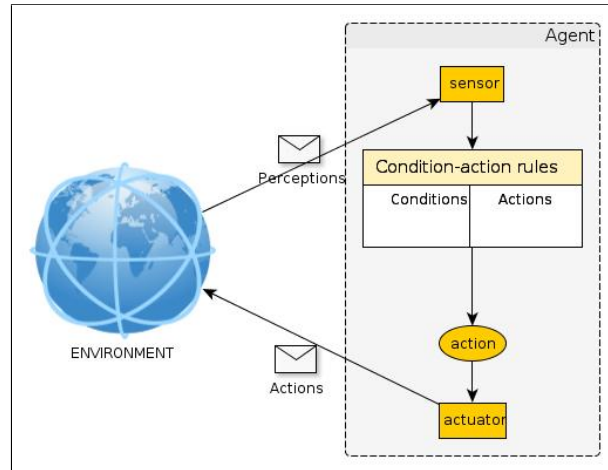 Agent
sensor
Perceptions
Condition-action rules
Conditions
Actions
ENVIRONMENT
action
Actions
actuator